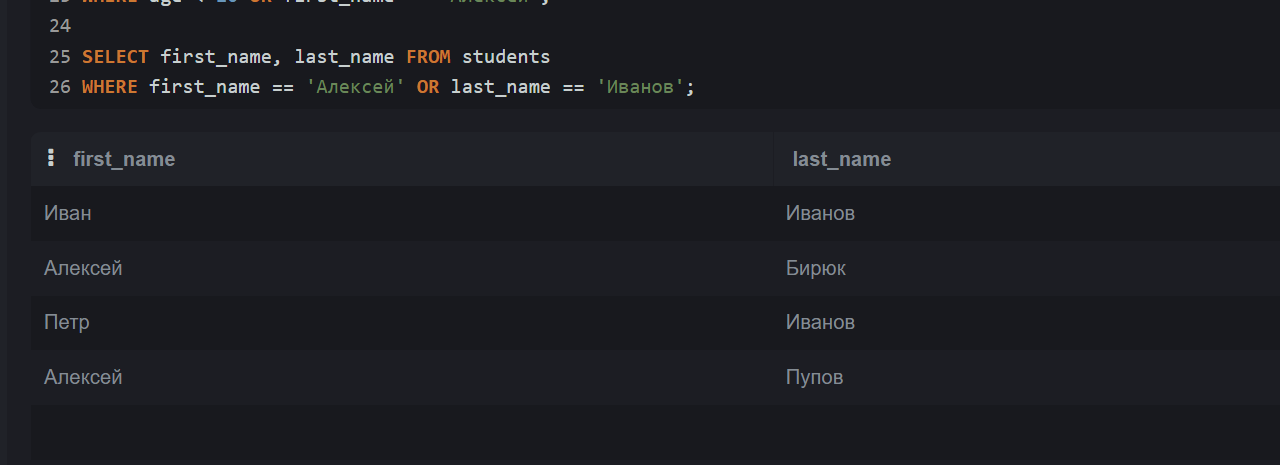 24
25 SELECT first_name, last_name FROM students
26 WHERE first_name == 'Алексей' OR last_name == 'Иванов';
first_name last_name
Иван Иванов
Алексей Бирюк
Петр Иванов
Алексей Пупов